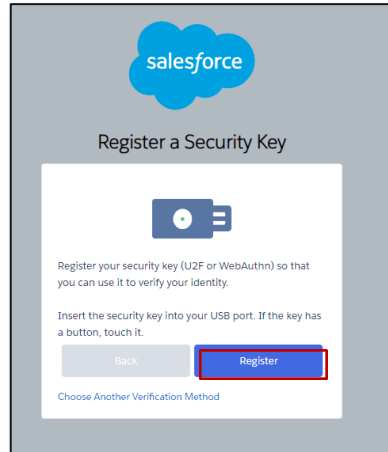 salesforce
Register a Security Key
Register your security key (U2F or WebAuthn) so that
you can use it to verify your identity.
Insert the security key into your USB port. If the key has
a button, touch it.
Back
Register
Choose Another Verification Method